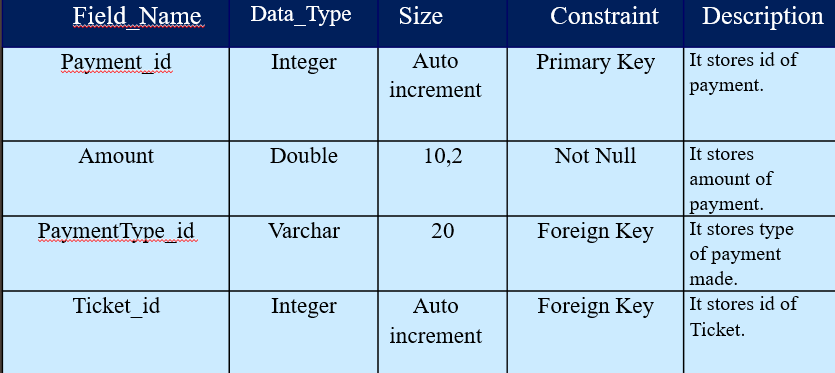 Field_Name Data_Type Size Constraint Description
Payment_id Integer Auto increment Primary Key It stores id of payment.
Amount Double 10,2 Not Null It stores amount of payment.
PaymentType_id Varchar 20 Foreign Key It stores type of payment made.
Ticket_id Integer Auto increment Foreign Key It stores id of Ticket.